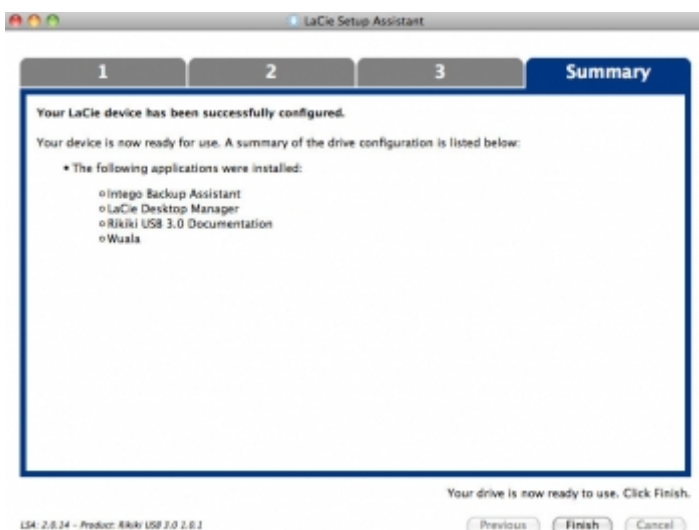 LaCie Setup Assistant
1 2 3 Summary
Your LaCie device has been successfully configured.
Your device is now ready for use. A summary of the drive configuration is listed below:
• The following applications were installed:
Intego Backup Assistant
LaCie Desktop Manager
Rikiki USB 3.0 Documentation
Wuala
Your drive is now ready to use. Click Finish.
LSA: 2.0.14 - Product: Rikiki USB 3.0 1.0.1
Previous Finish Cancel